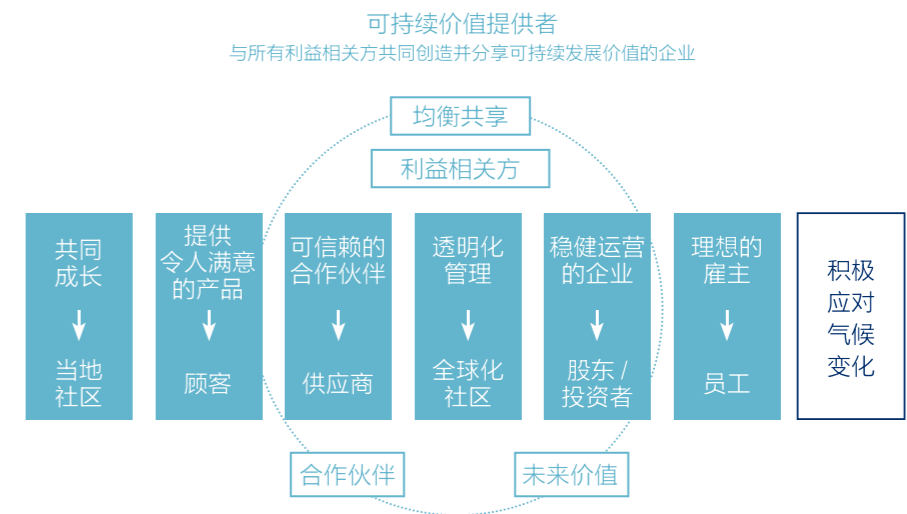 可持续价值提供者
与所有利益相关方共同创造并分享可持续发展价值的企业
均衡共享
利益相关方
共同
成长
当地
社区
提供
令人满意
的产品
顾客
可信赖的
合作伙伴
供应商
透明化
管理
全球化
社区
稳健运营
的企业
股东 /
投资者
理想的
雇主
员工
积极
应对
气候
变化
合作伙伴
未来价值